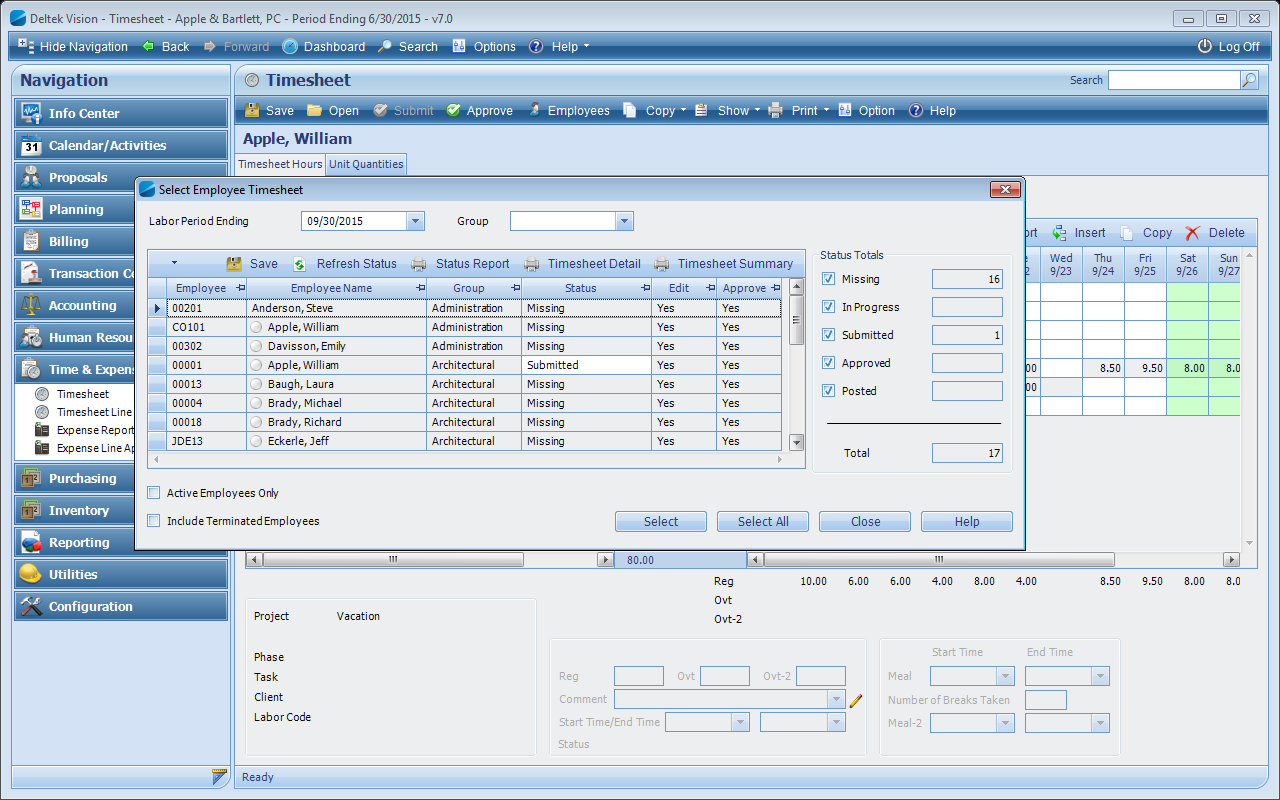 Deltek Vision - Timesheet - Apple & Bartlett, PC - Period Ending 6/30/2015 - v7.0
Hide Navigation Back Forward Dashboard Search Options Help Log Off
Navigation
Info Center
31 Calendar/Activities
Proposals
Planning
Billing
Transaction Ce
Accounting
Human Resou
Time & Expens
Timesheet
Timesheet Line
Expense Report
Expense Line Ap
Purchasing
Inventory
Reporting
Utilities
Configuration
Timesheet Search
Save Open Submit Approve Employees Copy Show Print Option Help
Apple, William
Timesheet Hours Unit Quantities
Select Employee Timesheet
Labor Period Ending 09/30/2015 Group
Save Refresh Status Status Report Timesheet Detail Timesheet Summary
Employee Employee Name Group Status Edit Approve
00201 Anderson, Steve Administration Missing Yes Yes
CO101 Apple, William Administration Missing Yes Yes
00302 Davisson, Emily Administration Missing Yes Yes
00001 Apple, William Architectural Submitted Yes Yes
00013 Baugh, Laura Architectural Missing Yes Yes
00004 Brady, Michael Architectural Missing Yes Yes
00018 Brady, Richard Architectural Missing Yes Yes
JDE13 Eckerle, Jeff Architectural Missing Yes Yes
Status Totals
Missing 16
In Progress
Submitted 1
Approved
Posted
Total 17
Active Employees Only
Include Terminated Employees
Select Select All Close Help
ort Insert Copy Delete
e Wed Thu Fri Sat Sun
2 9/23 9/24 9/25 9/26 9/27
00 8.50 9.50 8.00 8.0
00
80.00
Reg 10.00 6.00 6.00 4.00 8.00 4.00 8.50 9.50 8.00 8.0
Ovt
Ovt-2
Project Vacation
Phase
Task
Client
Labor Code
Reg Ovt Ovt-2
Comment
Start Time/End Time
Status
Start Time End Time
Meal
Number of Breaks Taken
Meal-2
Ready